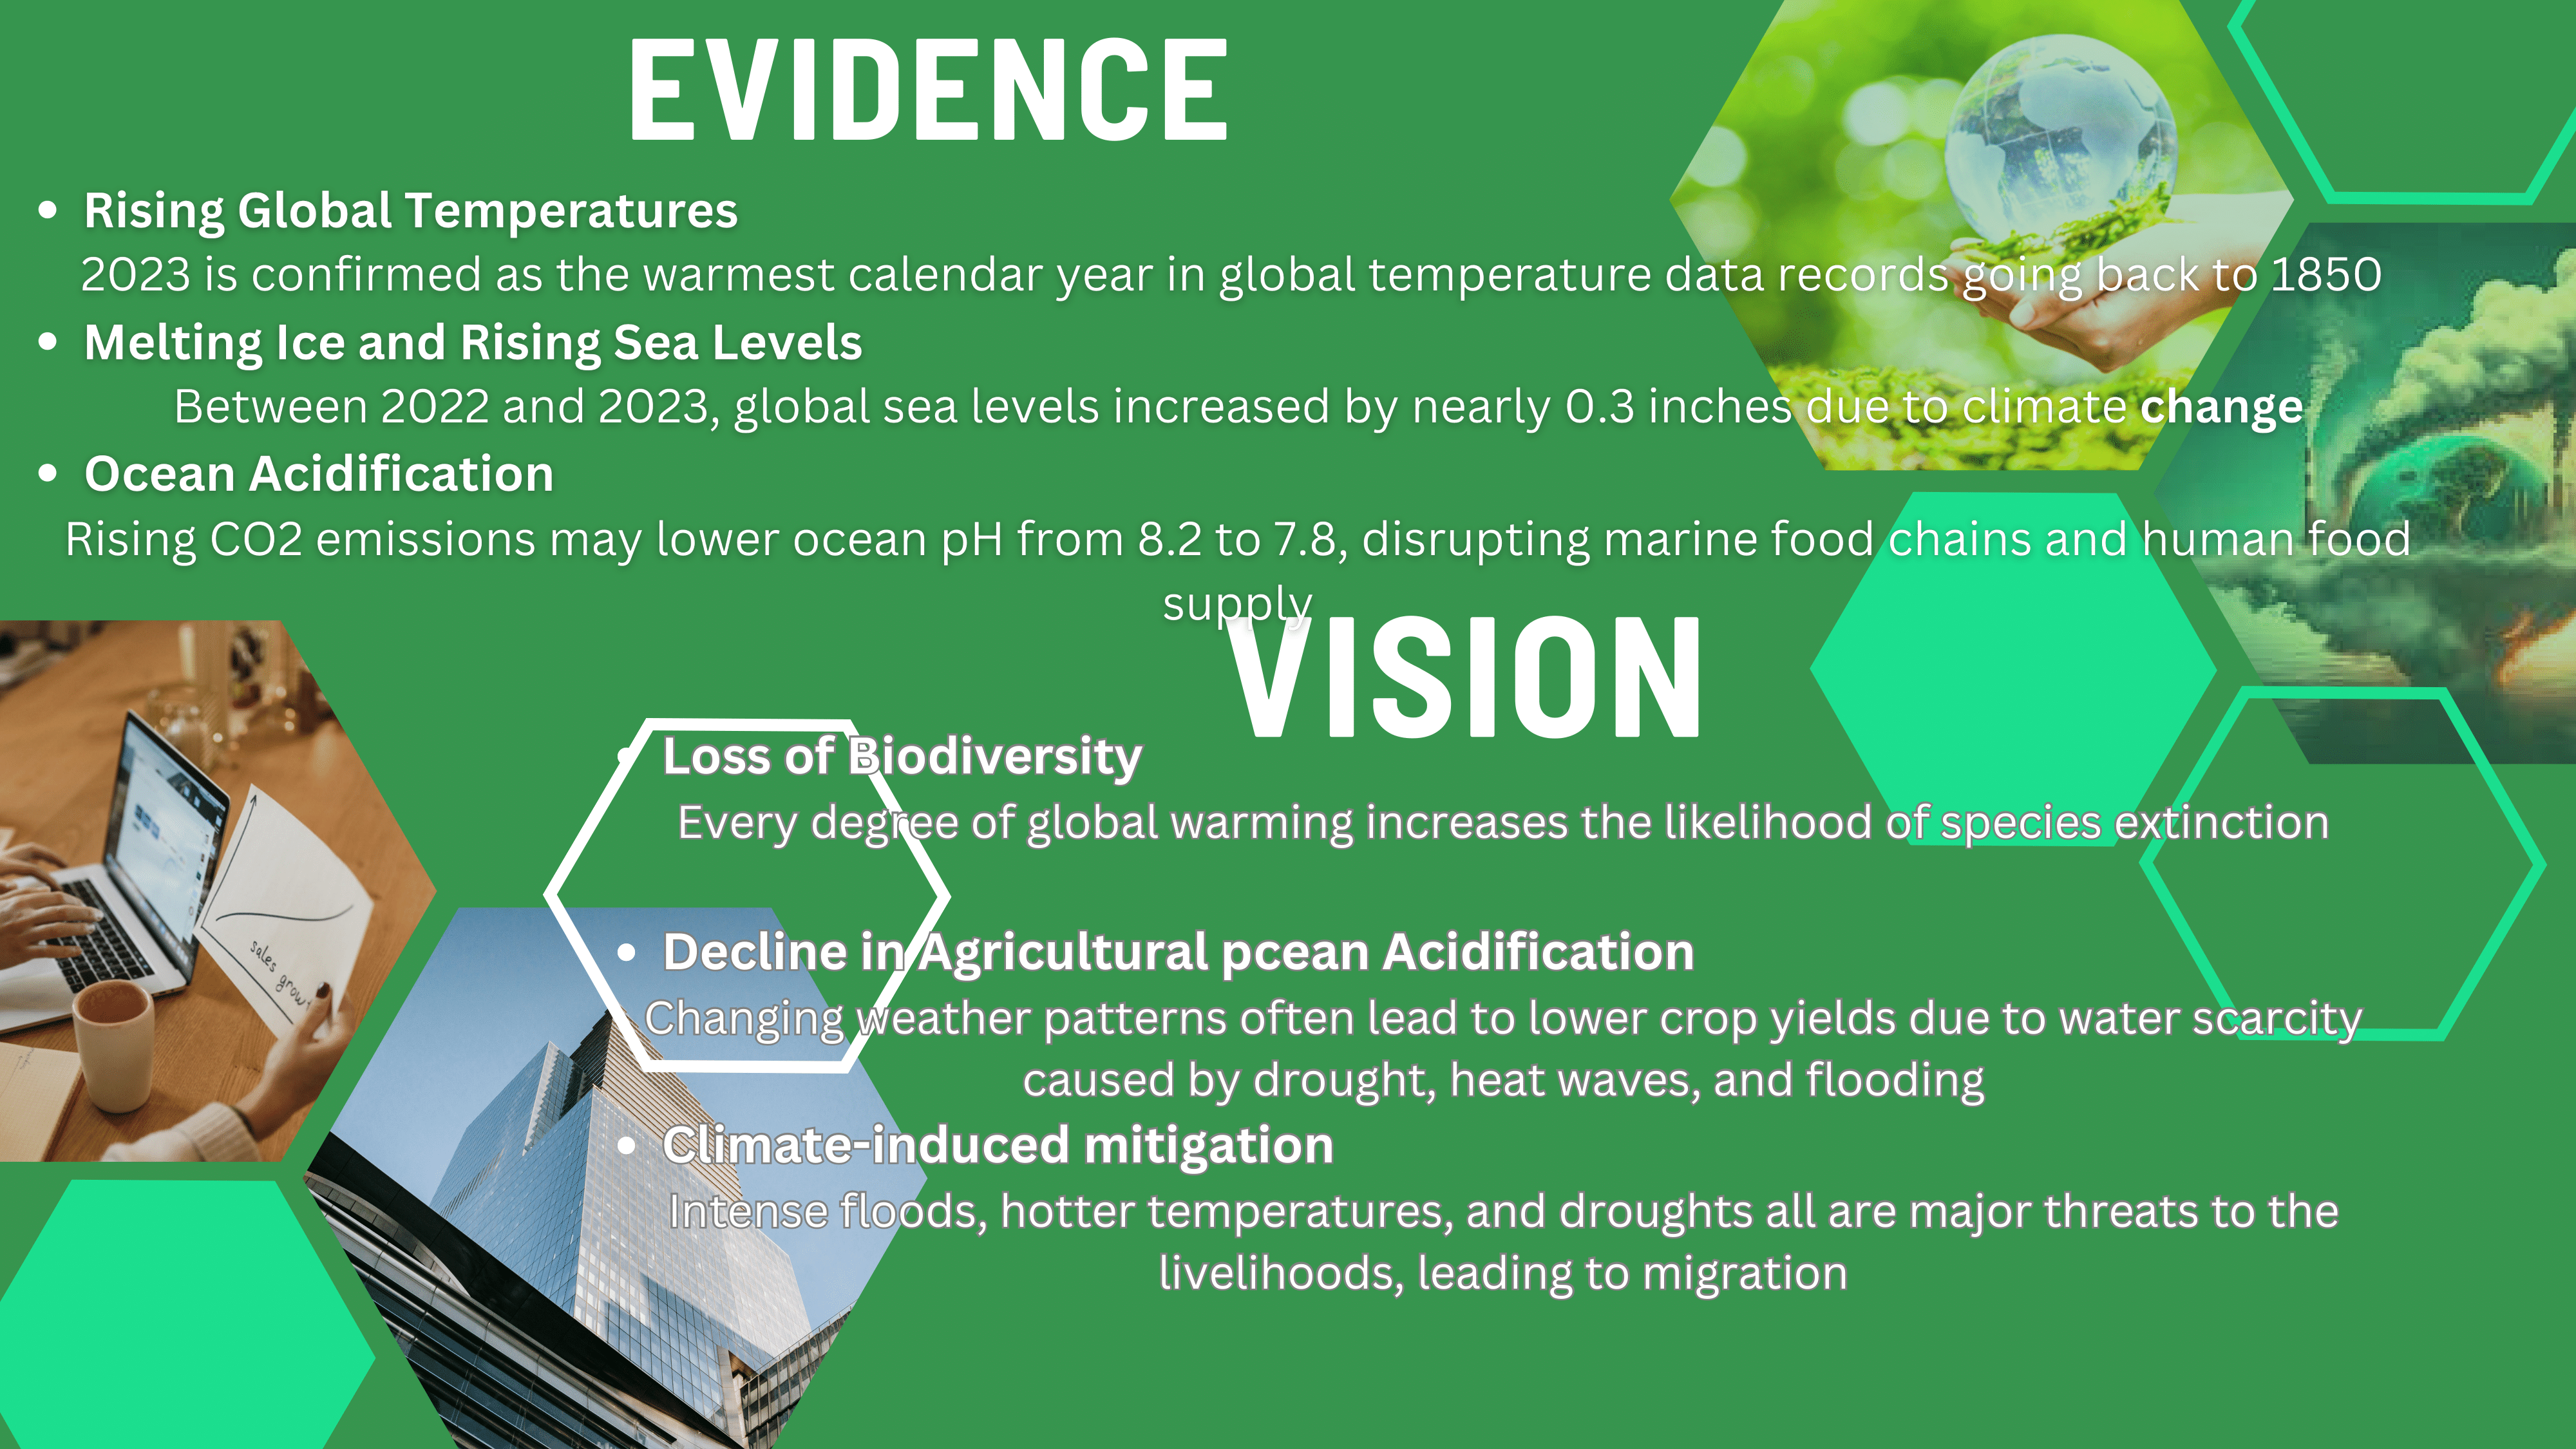 EVIDENCE
• Rising Global Temperatures
2023 is confirmed as the warmest calendar year in global temperature data records going back to 1850
• Melting Ice and Rising Sea Levels
Between 2022 and 2023, global sea levels increased by nearly 0.3 inches due to climate change
• Ocean Acidification
Rising CO2 emissions may lower ocean pH from 8.2 to 7.8, disrupting marine food chains and human food
supply
VISION
• Loss of Biodiversity
Every degree of global warming increases the likelihood of species extinction
• Decline in Agricultural pcean Acidification
Changing weather patterns often lead to lower crop yields due to water scarcity
caused by drought, heat waves, and flooding
• Climate-induced mitigation
Intense floods, hotter temperatures, and droughts all are major threats to the
livelihoods, leading to migration
sales growt